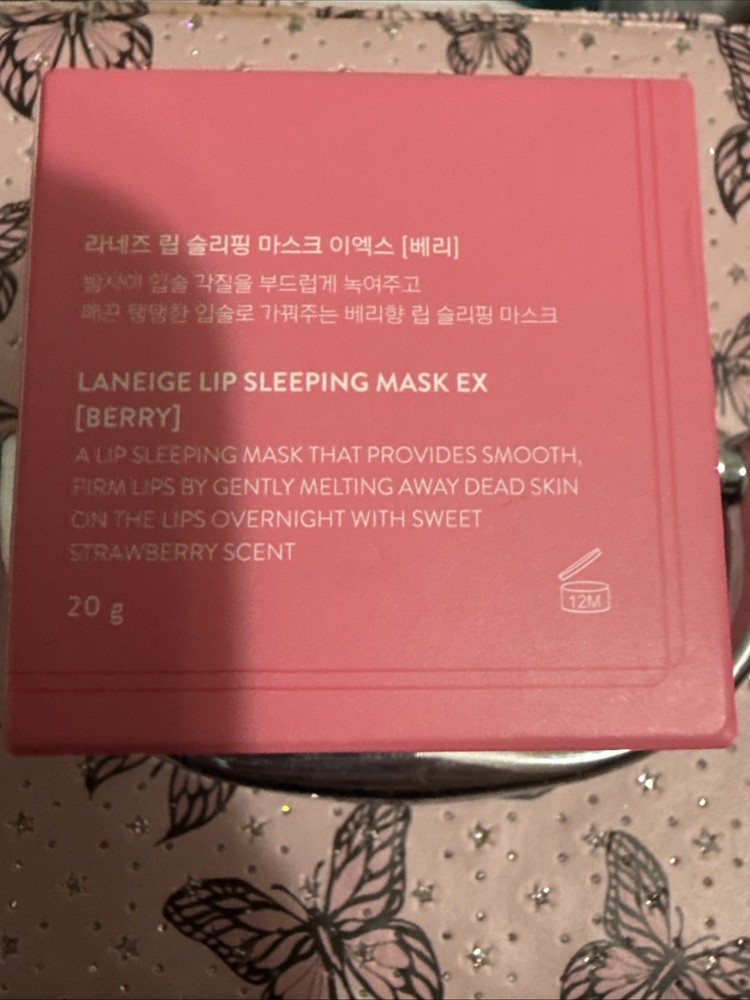 라네즈 립 슬리핑 마스크 이엑스 [베리]
밤사이 입술 각질을 부드럽게 녹여주고
매끈 탱탱한 입술로 가꿔주는 베리향 립 슬리핑 마스크
LANEIGE LIP SLEEPING MASK EX
[BERRY]
A LIP SLEEPING MASK THAT PROVIDES SMOOTH,
FIRM LIPS BY GENTLY MELTING AWAY DEAD SKIN
ON THE LIPS OVERNIGHT WITH SWEET
STRAWBERRY SCENT
20 g
12M